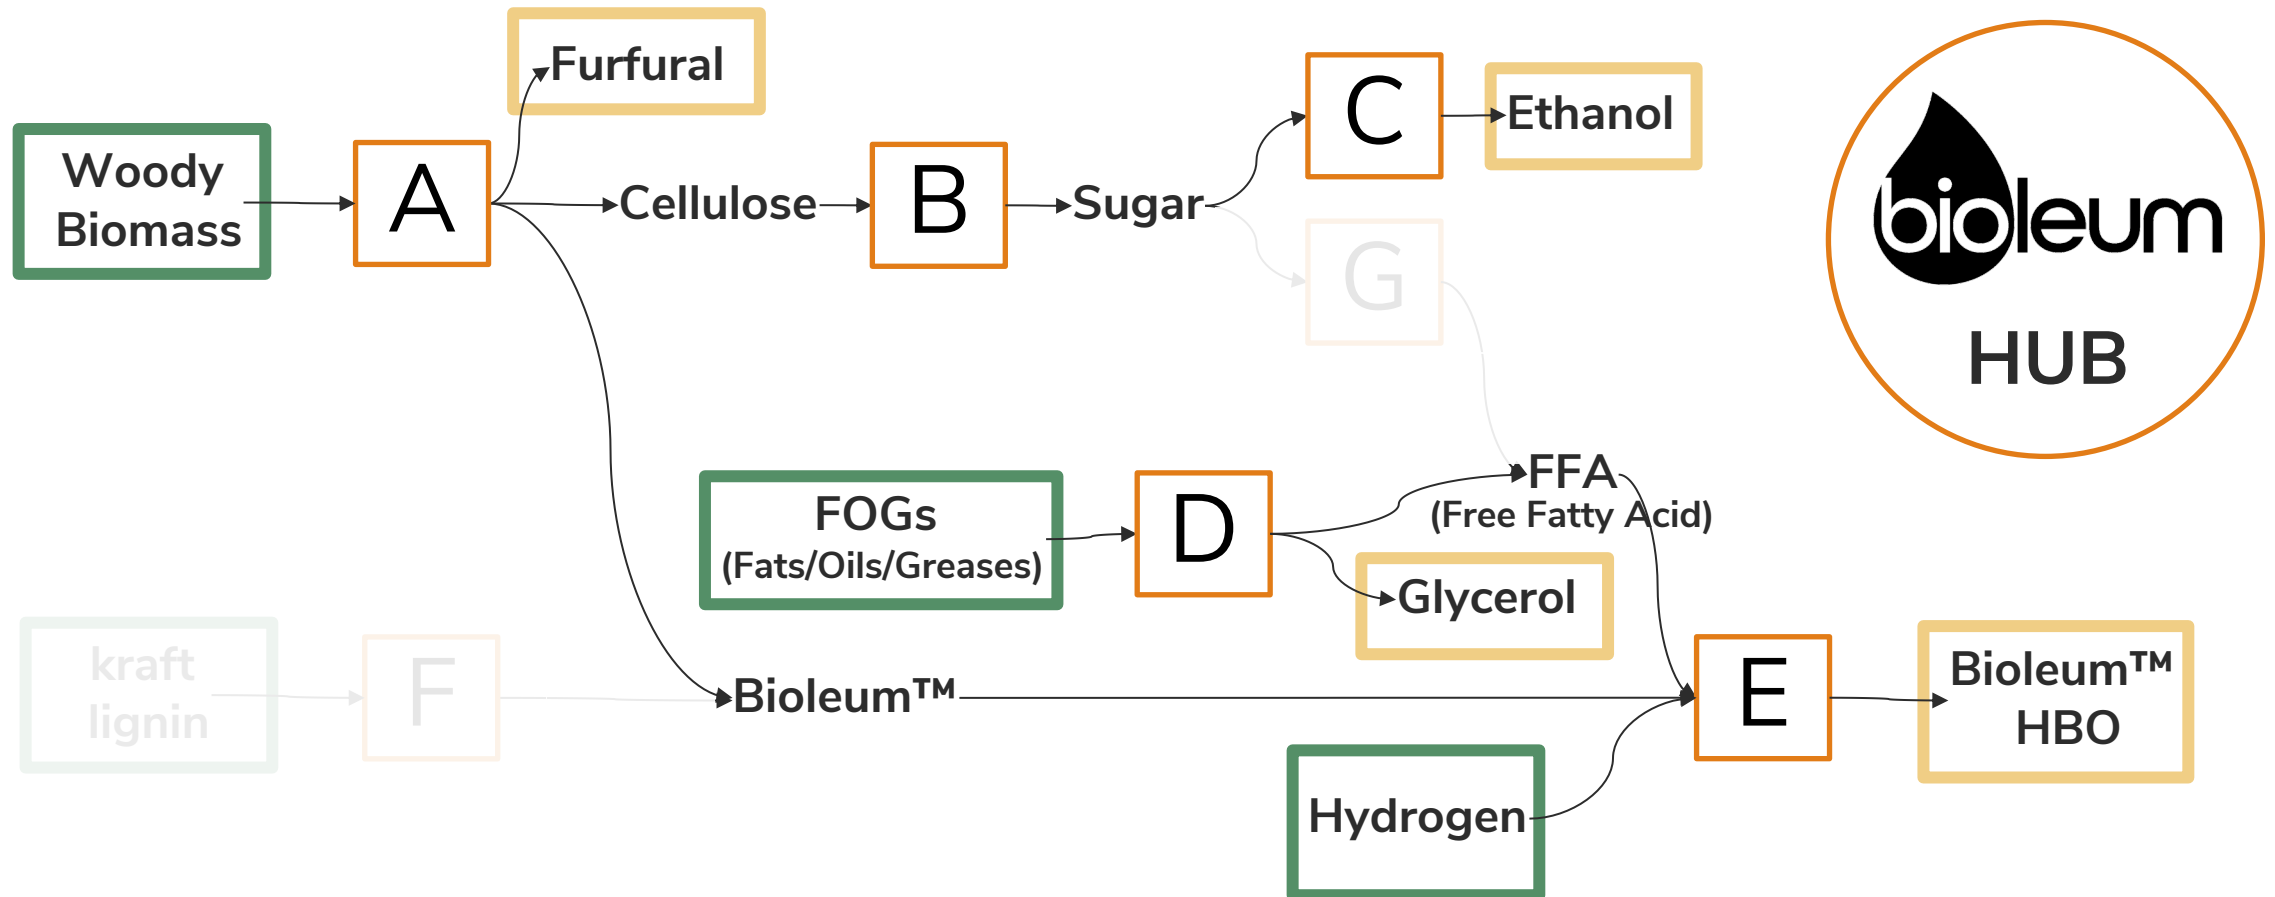 Furfural
Woody
Biomass
A
Cellulose
B
Sugar
C
Ethanol
G
bioleum
HUB
FOGs
(Fats/Oils/Greases)
D
FFA
(Free Fatty Acid)
Glycerol
kraft
lignin
F
Bioleum™
Hydrogen
E
Bioleum™
HBO